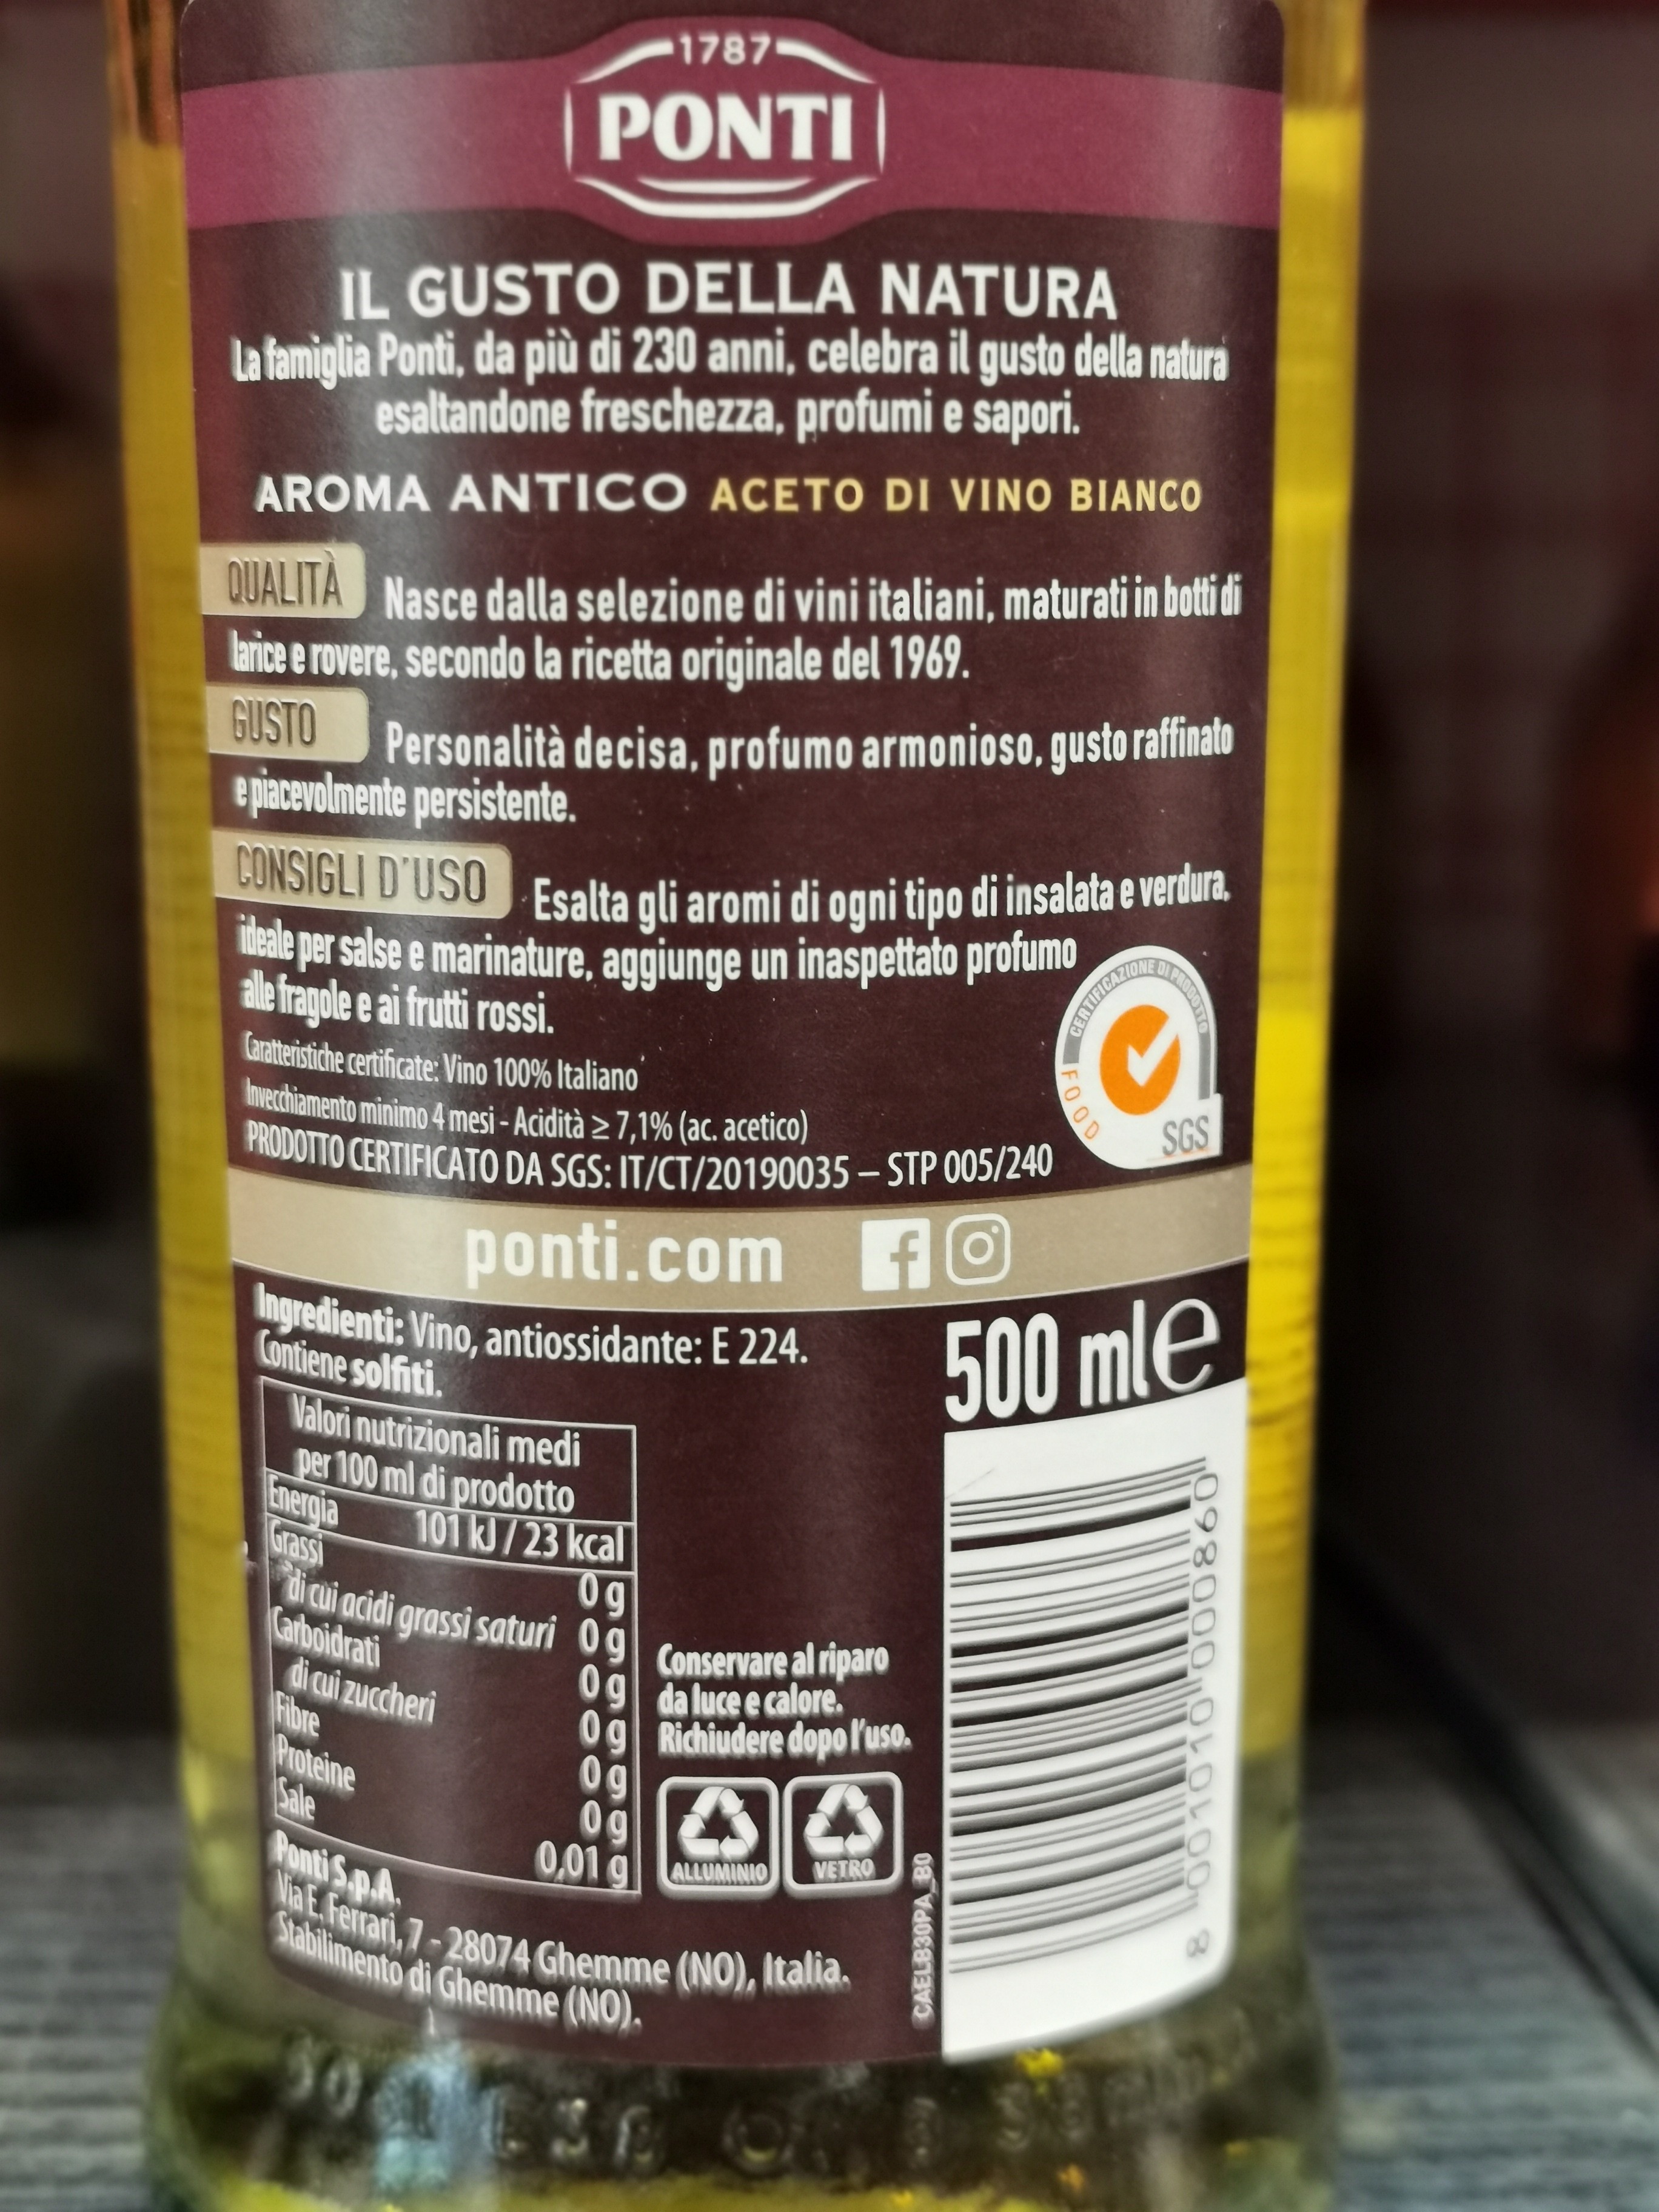 1787
PONTI
IL GUSTO DELLA NATURA
La famiglia Ponti, da più di 230 anni, celebra il gusto della natura
esaltandone freschezza, profumi e sapori.
AROMA ANTICO ACETO DI VINO BIANCO
QUALITÀ Nasce dalla selezione di vini italiani, maturati in botti di
larice e rovere, secondo la ricetta originale del 1969.
GUSTO Personalità decisa, profumo armonioso, gusto raffinato
e piacevolmente persistente.
CONSIGLI D'USO Esalta gli aromi di ogni tipo di insalata e verdura,
ideale per salse e marinature, aggiunge un inaspettato profumo
alle fragole e ai frutti rossi.
Caratteristiche certificate: Vino 100% Italiano
Invecchiamento minimo 4 mesi - Acidità ≥ 7,1% (ac. acetico)
PRODOTTO CERTIFICATO DA SGS: IT/CT/20190035 – STP 005/240
CERTIFICAZIONE DI PRODOTTO
FOOD
SGS
ponti.com
Ingredienti: Vino, antiossidante: E 224.
Contiene solfiti.
500 ml e
Valori nutrizionali medi
per 100 ml di prodotto
Energia 101 kJ / 23 kcal
Grassi 0 g
di cui acidi grassi saturi 0 g
Carboidrati 0 g
di cui zuccheri 0 g
Fibre 0 g
Proteine 0 g
Sale 0,01 g
Conservare al riparo
da luce e calore.
Richiudere dopo l'uso.
ALLUMINIO
VETRO
Ponti S.p.A.
Via E. Ferrari, 7 - 28074 Ghemme (NO), Italia.
Stabilimento di Ghemme (NO).
CAELB30PA_B0
8 001010 000860